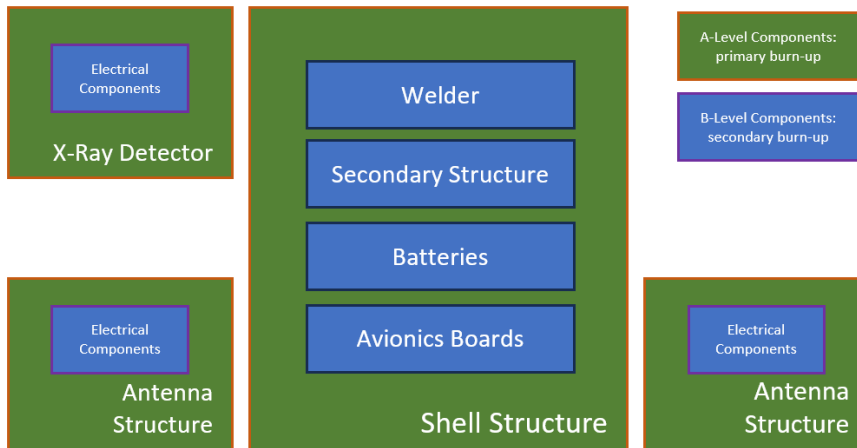 Electrical
Components
X-Ray Detector
Welder
Secondary Structure
Batteries
Avionics Boards
Shell Structure
A-Level Components:
primary burn-up
B-Level Components:
secondary burn-up
Electrical
Components
Antenna
Structure
Electrical
Components
Antenna
Structure